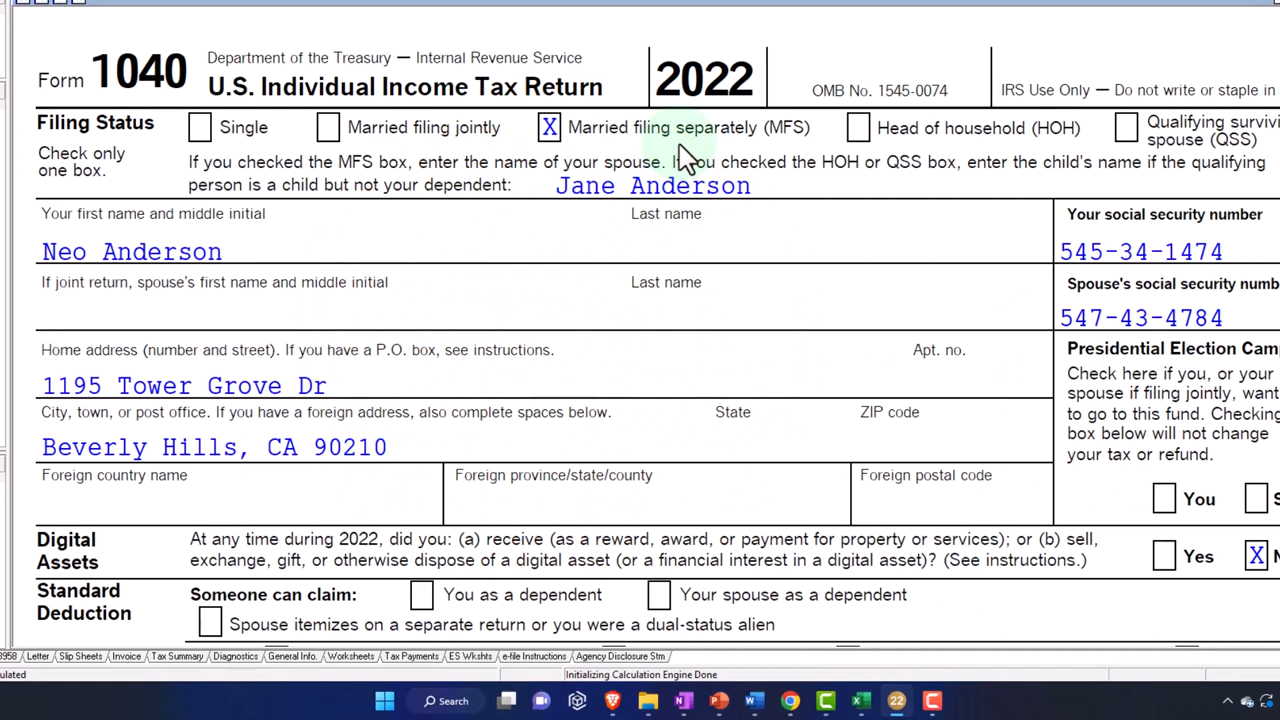 Form 1040 Department of the Treasury — Internal Revenue Service
U.S. Individual Income Tax Return 2022 OMB No. 1545-0074 IRS Use Only — Do not write or staple in
Filing Status Single Married filing jointly X Married filing separately (MFS) Head of household (HOH) Qualifying survivi
spouse (QSS)
Check only
one box.
If you checked the MFS box, enter the name of your spouse. If you checked the HOH or QSS box, enter the child's name if the qualifying
person is a child but not your dependent: Jane Anderson
Your first name and middle initial Last name Your social security number
Neo Anderson 545-34-1474
If joint return, spouse's first name and middle initial Last name Spouse's social security numb
547-43-4784
Home address (number and street). If you have a P.O. box, see instructions. Apt. no.
1195 Tower Grove Dr
City, town, or post office. If you have a foreign address, also complete spaces below. State ZIP code
Beverly Hills, CA 90210
Foreign country name Foreign province/state/county Foreign postal code
Presidential Election Cam
Check here if you, or your
spouse if filing jointly, want
to go to this fund. Checking
box below will not change
your tax or refund.
You S
Digital
Assets
At any time during 2022, did you: (a) receive (as a reward, award, or payment for property or services); or (b) sell,
exchange, gift, or otherwise dispose of a digital asset (or a financial interest in a digital asset)? (See instructions.) Yes X N
Standard
Deduction
Someone can claim: You as a dependent Your spouse as a dependent
Spouse itemizes on a separate return or you were a dual-status alien
8958 Letter Slip Sheets Invoice Tax Summary Diagnostics General Info. Worksheets Tax Payments ES Wkshts e-file Instructions Agency Disclosure Stm
ulated Initializing Calculation Engine Done
Search 22